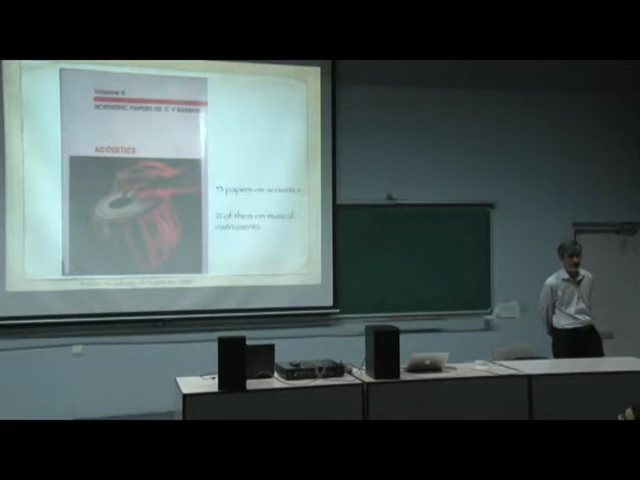 Volume II
SCIENTIFIC PAPERS OF C V RAMAN
ACOUSTICS
papers on acoustics
of them on musical
instruments